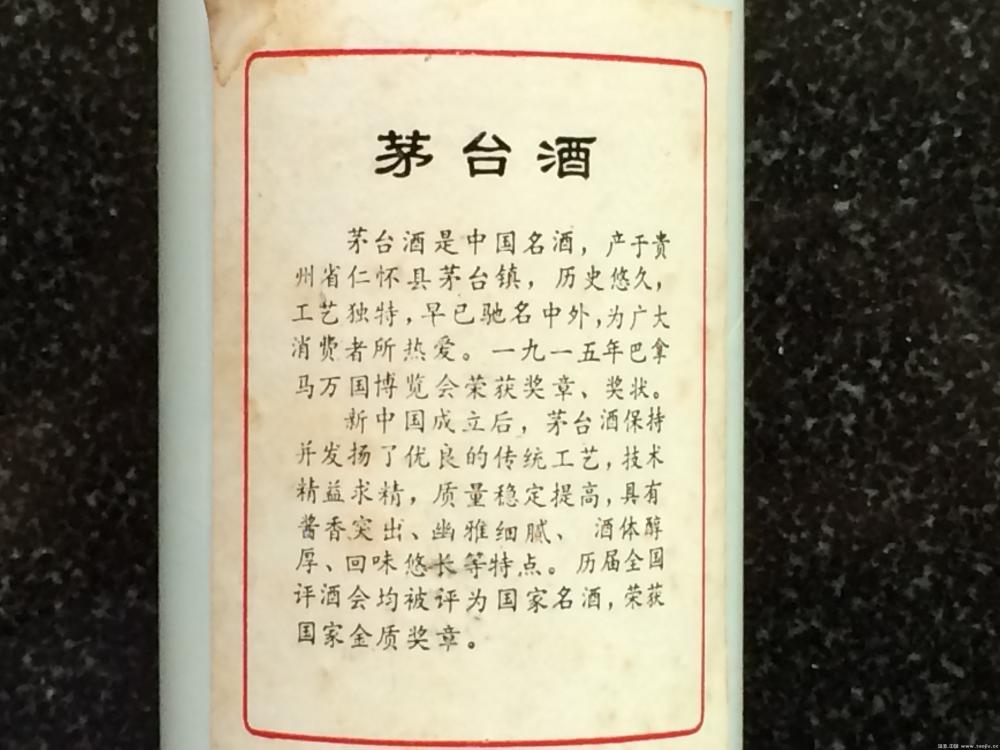 茅台酒
茅台酒是中国名酒，产于贵
州省仁怀县茅台镇，历史悠久，
工艺独特，早已驰名中外，为广大
消费者所热爱。一九一五年巴拿
马万国博览会荣获奖章、奖状。
新中国成立后，茅台酒保持
并发扬了优良的传统工艺，技术
精益求精，质量稳定提高，具有
酱香突出、幽雅细腻、酒体醇
厚、回味悠长等特点。历届全国
评酒会均被评为国家名酒，荣获
国家金质奖章。